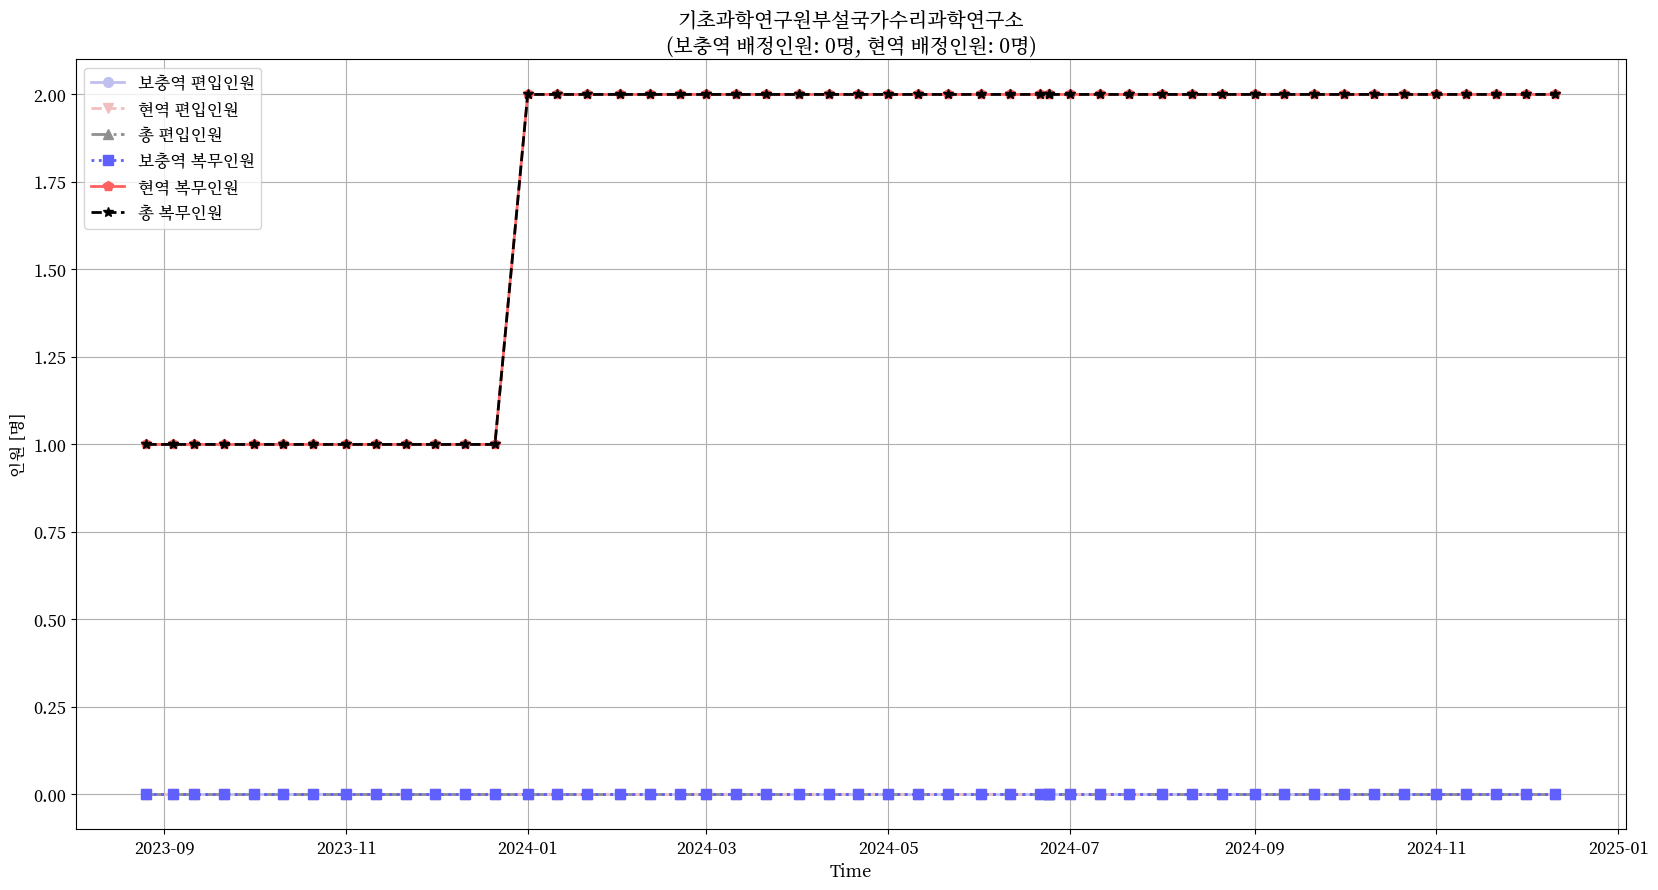 기초과학연구원부설국가수리과학연구소
(보충역 배정인원: 0명, 현역 배정인원: 0명)
보충역 편입인원
현역 편입인원
총 편입인원
보충역 복무인원
현역 복무인원
총 복무인원
인원 [명]
2.00
1.75
1.50
1.25
1.00
0.75
0.50
0.25
0.00
2023-09 2023-11 2024-01 2024-03 2024-05 2024-07 2024-09 2024-11 2025-01
Time